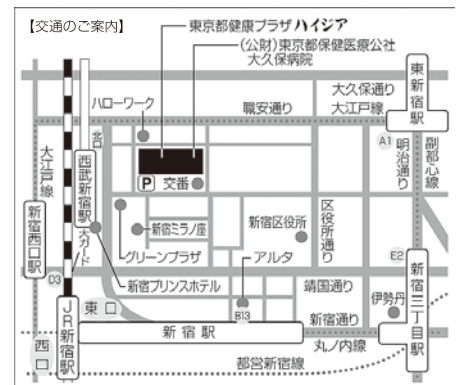 【交通のご案内】
東京都健康プラザハイジア
(公財)東京都保健医療公社
大久保病院
ハローワーク
職安通り
大久保通り
大江戸線
東新宿駅
A1
明治通り
副都心線
北口
大江戸線
西武新宿駅
P
交番
新宿西口駅
大ガード
新宿ミラノ座
新宿区役所
区役所通り
グリーンプラザ
アルタ
E2
D3
新宿プリンスホテル
靖国通り
伊勢丹
新宿三丁目駅
JR新宿駅
東口
B13
新宿通り
新宿駅
丸ノ内線
西口
都営新宿線